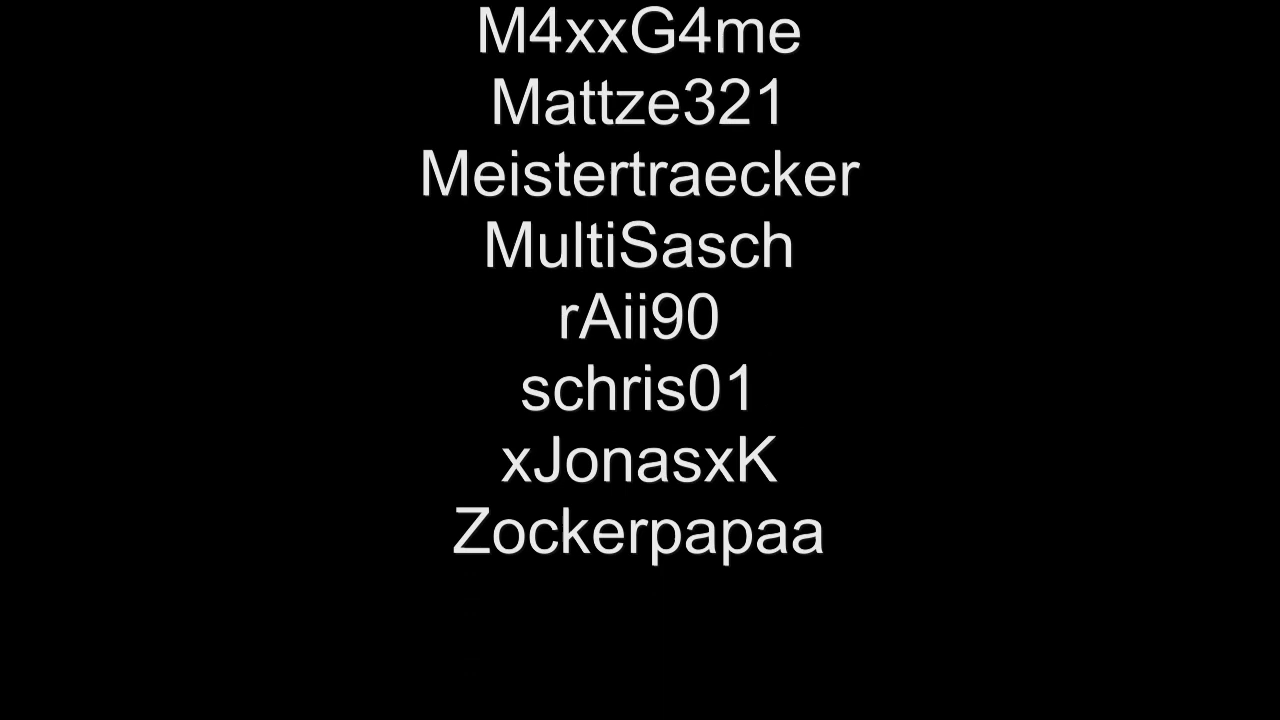 M4xxG4me
Mattze321
Meistertraecker
MultiSasch
rAii90
schris01
xJonasxK
Zockerpapaa